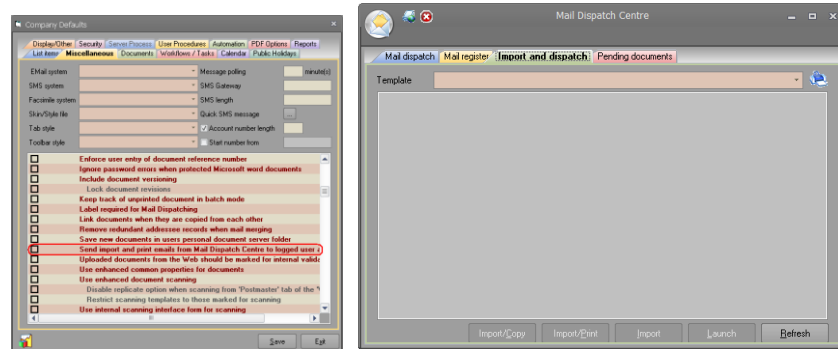 Company Defaults
Display/Other Security Server Process User Procedures Automation PDF Options Reports
List items Miscellaneous Documents Workflows / Tasks Calendar Public Holidays
EMail system Message polling minute(s)
SMS system SMS Gateway
Facsimile system SMS length
Skin/Style file Quick SMS message ...
Tab style Account number length
Toolbar style Start number from
Enforce user entry of document reference number
Ignore password errors when protected Microsoft word documents
Include document versioning
Lock document revisions
Keep track of unprinted document in batch mode
Label required for Mail Dispatching
Link documents when they are copied from each other
Remove redundant addressee records when mail merging
Save new documents in users personal document server folder
Send import and print emails from Mail Dispatch Centre to logged user a
Uploaded documents from the Web should be marked for internal valida
Use enhanced common properties for documents
Use enhanced document scanning
Disable replicate option when scanning from 'Postmaster' tab of the
Restrict scanning templates to those marked for scanning
Use internal scanning interface form for scanning
Save Exit
Mail Dispatch Centre
Mail dispatch Mail register Import and dispatch Pending documents
Template
Import/Copy Import/Print Import Launch Refresh